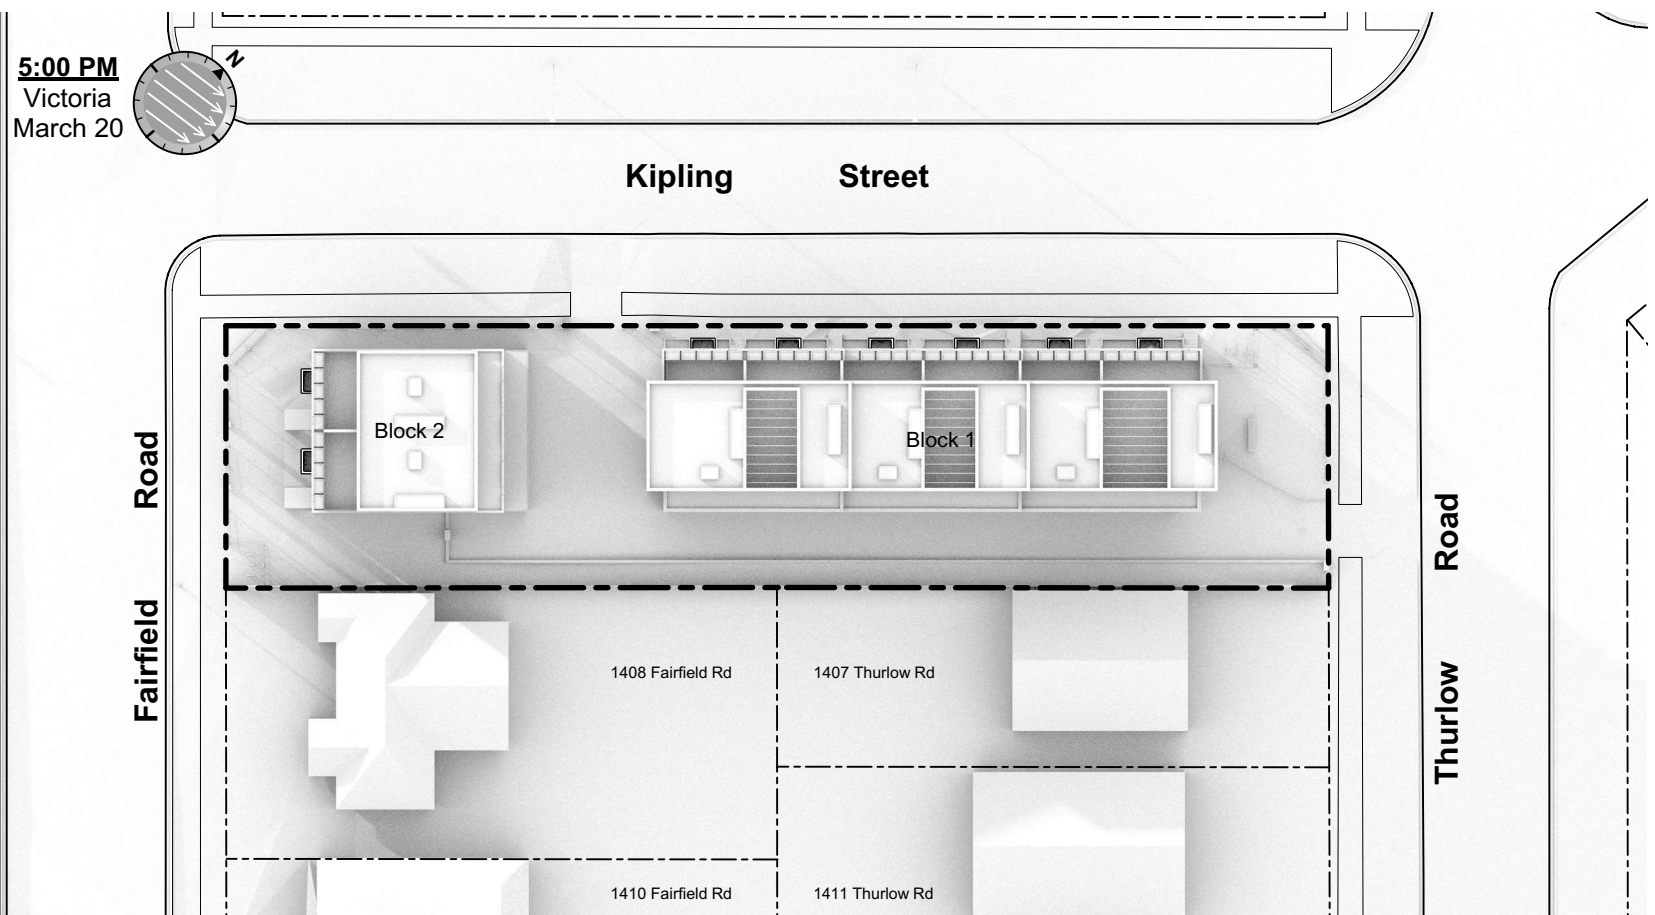 5:00 PM
Victoria
March 20
N
Kipling Street
Block 2
Block 1
Fairfield Road
Thurlow Road
1408 Fairfield Rd
1407 Thurlow Rd
1410 Fairfield Rd
1411 Thurlow Rd